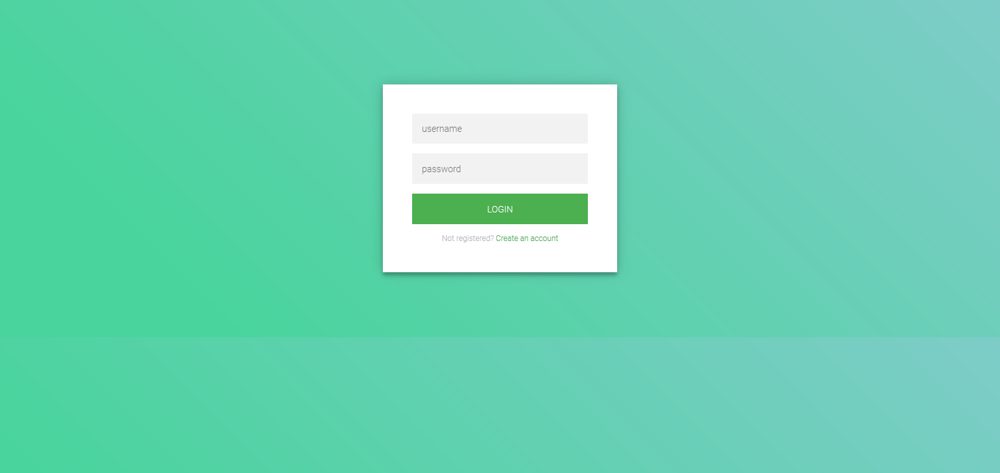 username
password
LOGIN
Not registered? Create an account